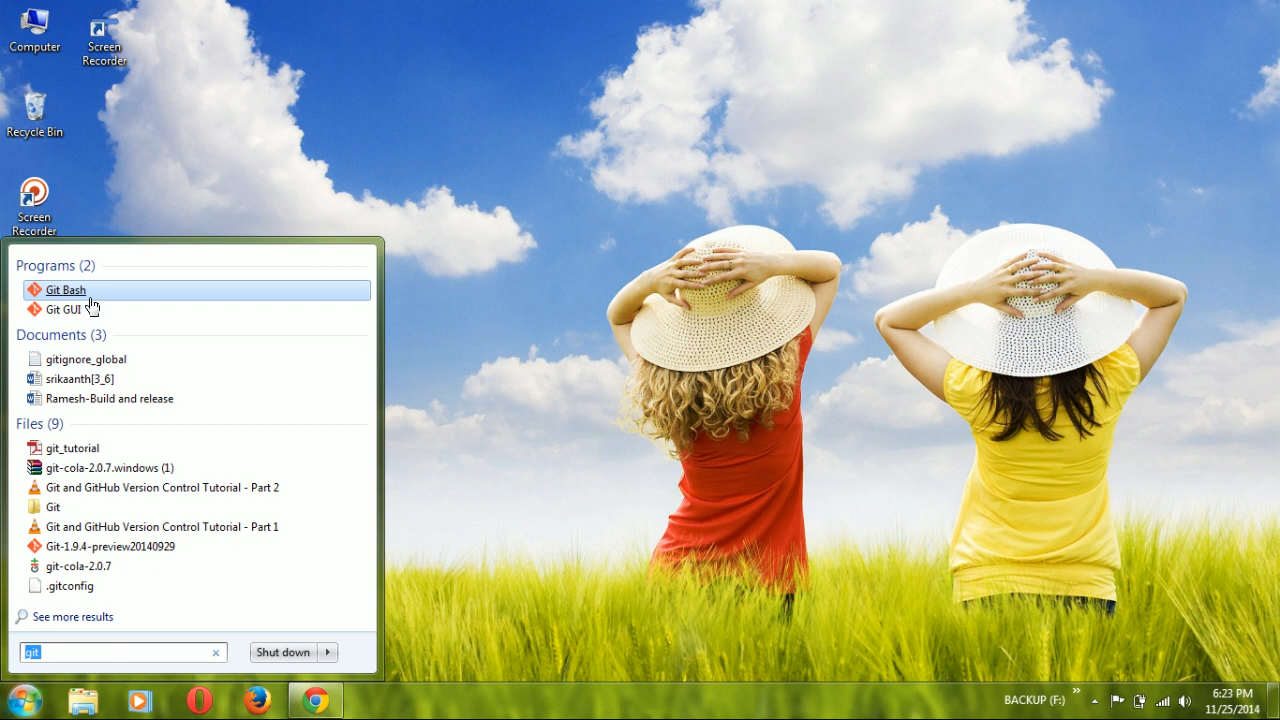 Computer
Screen
Recorder
Recycle Bin
Screen
Recorder
Programs (2)
Git Bash
Git GUI
Documents (3)
gitignore_global
srikaanth[3_6]
Ramesh-Build and release
Files (9)
git_tutorial
git-cola-2.0.7.windows (1)
Git and GitHub Version Control Tutorial - Part 2
Git
Git and GitHub Version Control Tutorial - Part 1
Git-1.9.4-preview20140929
git-cola-2.0.7
.gitconfig
See more results
git
Shut down
BACKUP (F:)
6:23 PM
11/25/2014